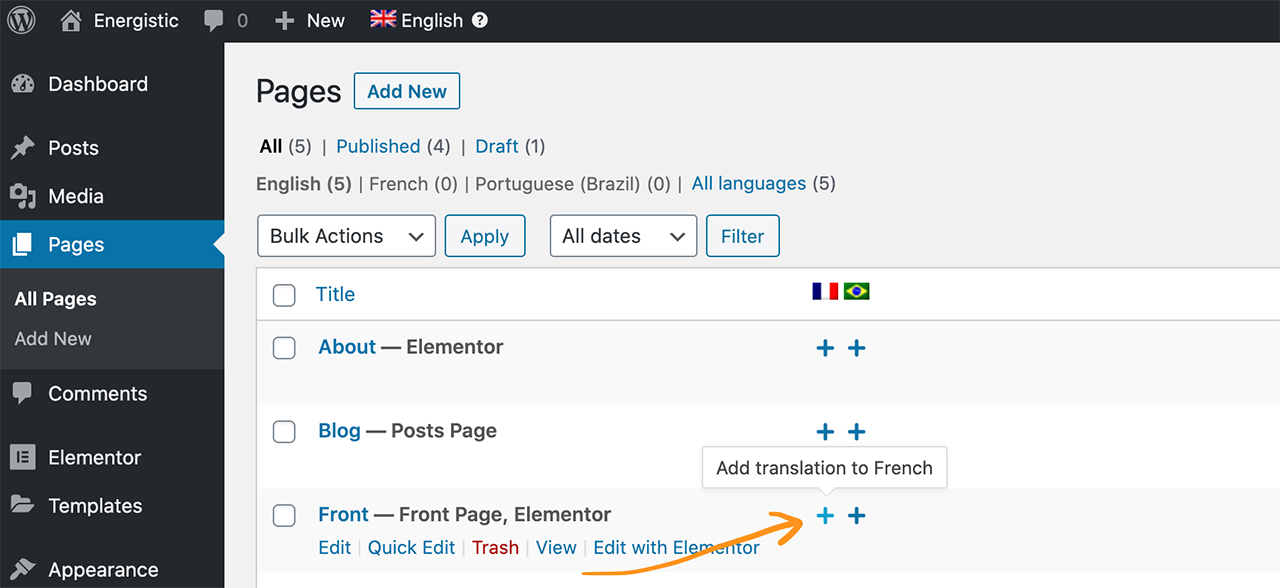 Energistic 0 New English ?
Dashboard
Posts
Media
Pages
All Pages
Add New
Comments
Elementor
Templates
Appearance
Pages Add New
All (5) | Published (4) | Draft (1)
English (5) | French (0) | Portuguese (Brazil) (0) | All languages (5)
Bulk Actions Apply All dates Filter
Title
About — Elementor
Blog — Posts Page
Add translation to French
Front — Front Page, Elementor
Edit | Quick Edit | Trash | View | Edit with Elementor